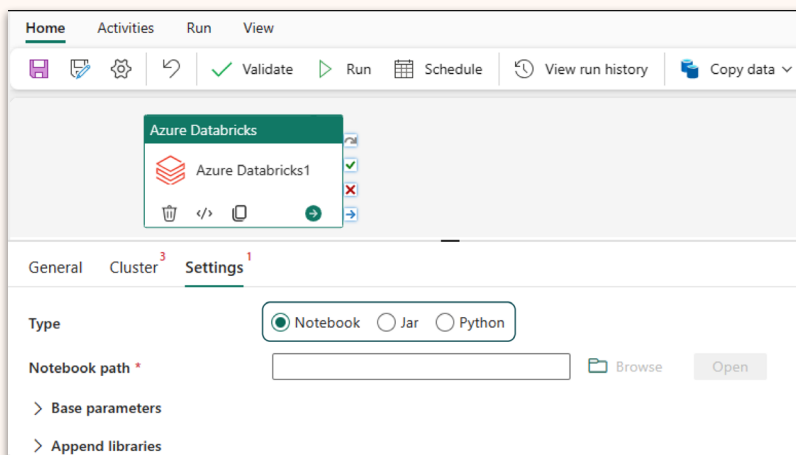 Home Activities Run View
Validate Run Schedule View run history Copy data
Azure Databricks
Azure Databricks1
General Cluster 3 Settings 1
Type Notebook Jar Python
Notebook path * Browse Open
Base parameters
Append libraries